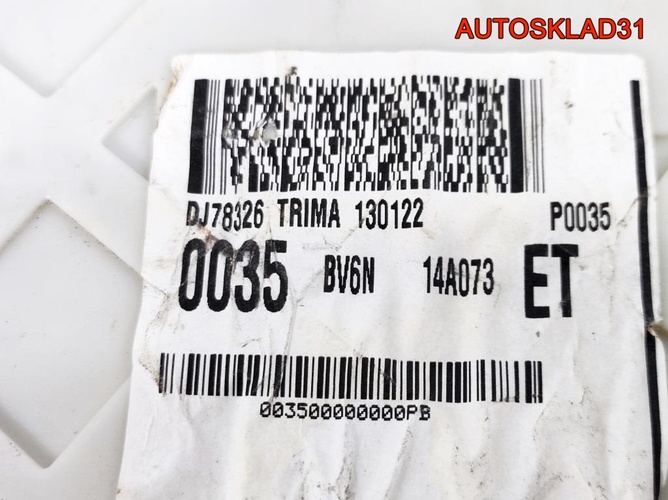 AUTOSKLAD31
DJ78326 TRIMA 130122 P0035
0035 BV6N 14A073 ET
003500000000PB